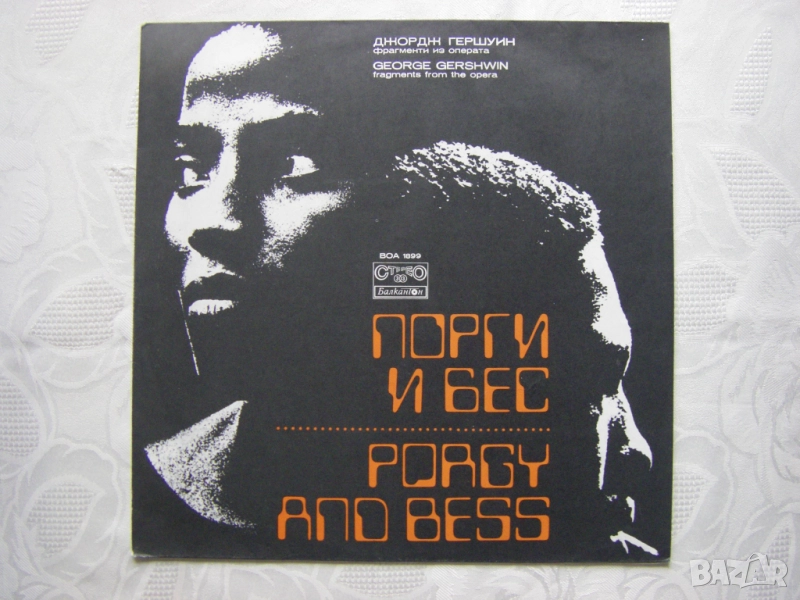 ДЖОРДЖ ГЕРШУИН
фрагменти из операта
GEORGE GERSHWIN
fragments from the opera
ВОА 1899
СТЕРЕО
Балкантон
ПОРГИ
И БЕС
PORGY
AND BESS
BAZAR